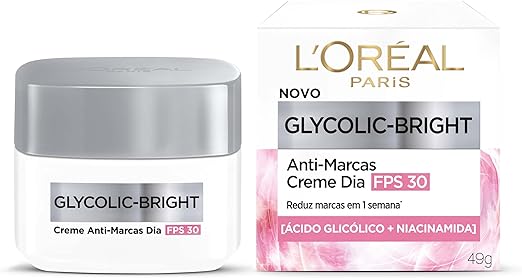 GLYCOLIC-BRIGHT
Creme Anti-Marcas Dia FPS 30
L'ORÉAL
PARIS
NOVO
GLYCOLIC-BRIGHT
Anti-Marcas
Creme Dia FPS 30
Reduz marcas em 1 semana*
[ÁCIDO GLICÓLICO + NIACINAMIDA]
49g